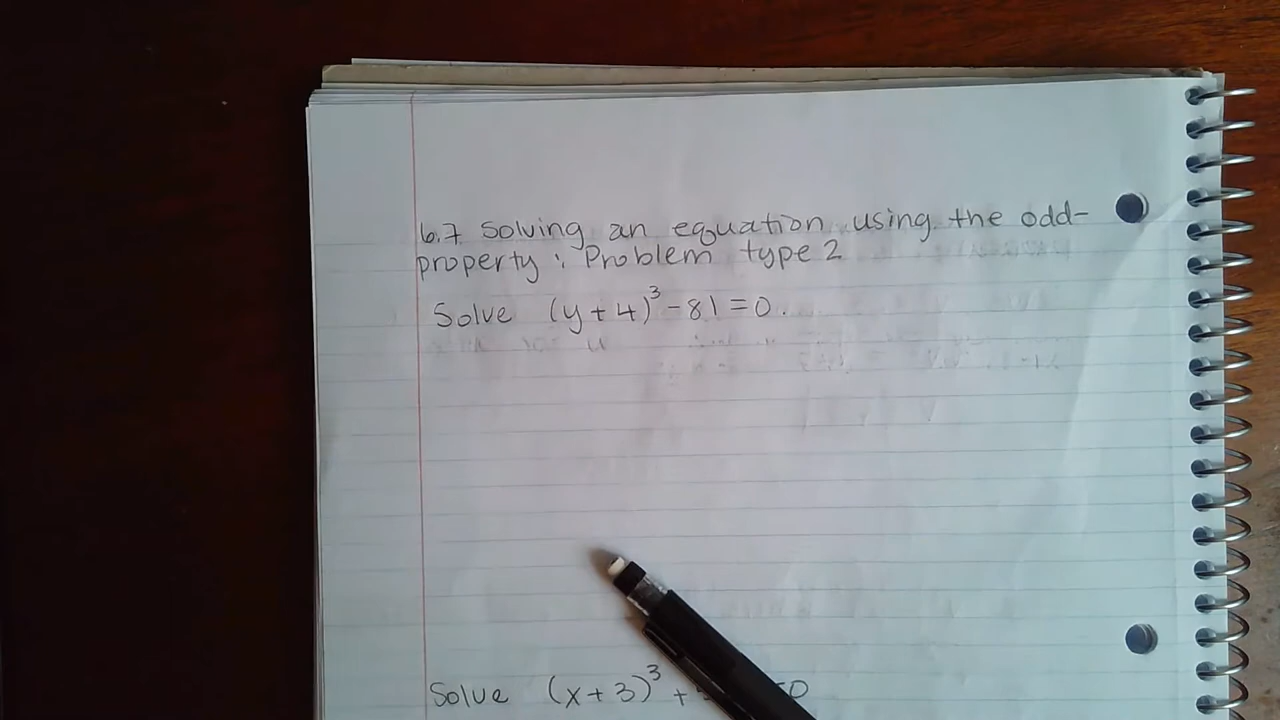 6.7 Solving an equation using the odd-
property: Problem type 2
Solve (y+4)³-81=0.
Solve (x+3)³+ =0